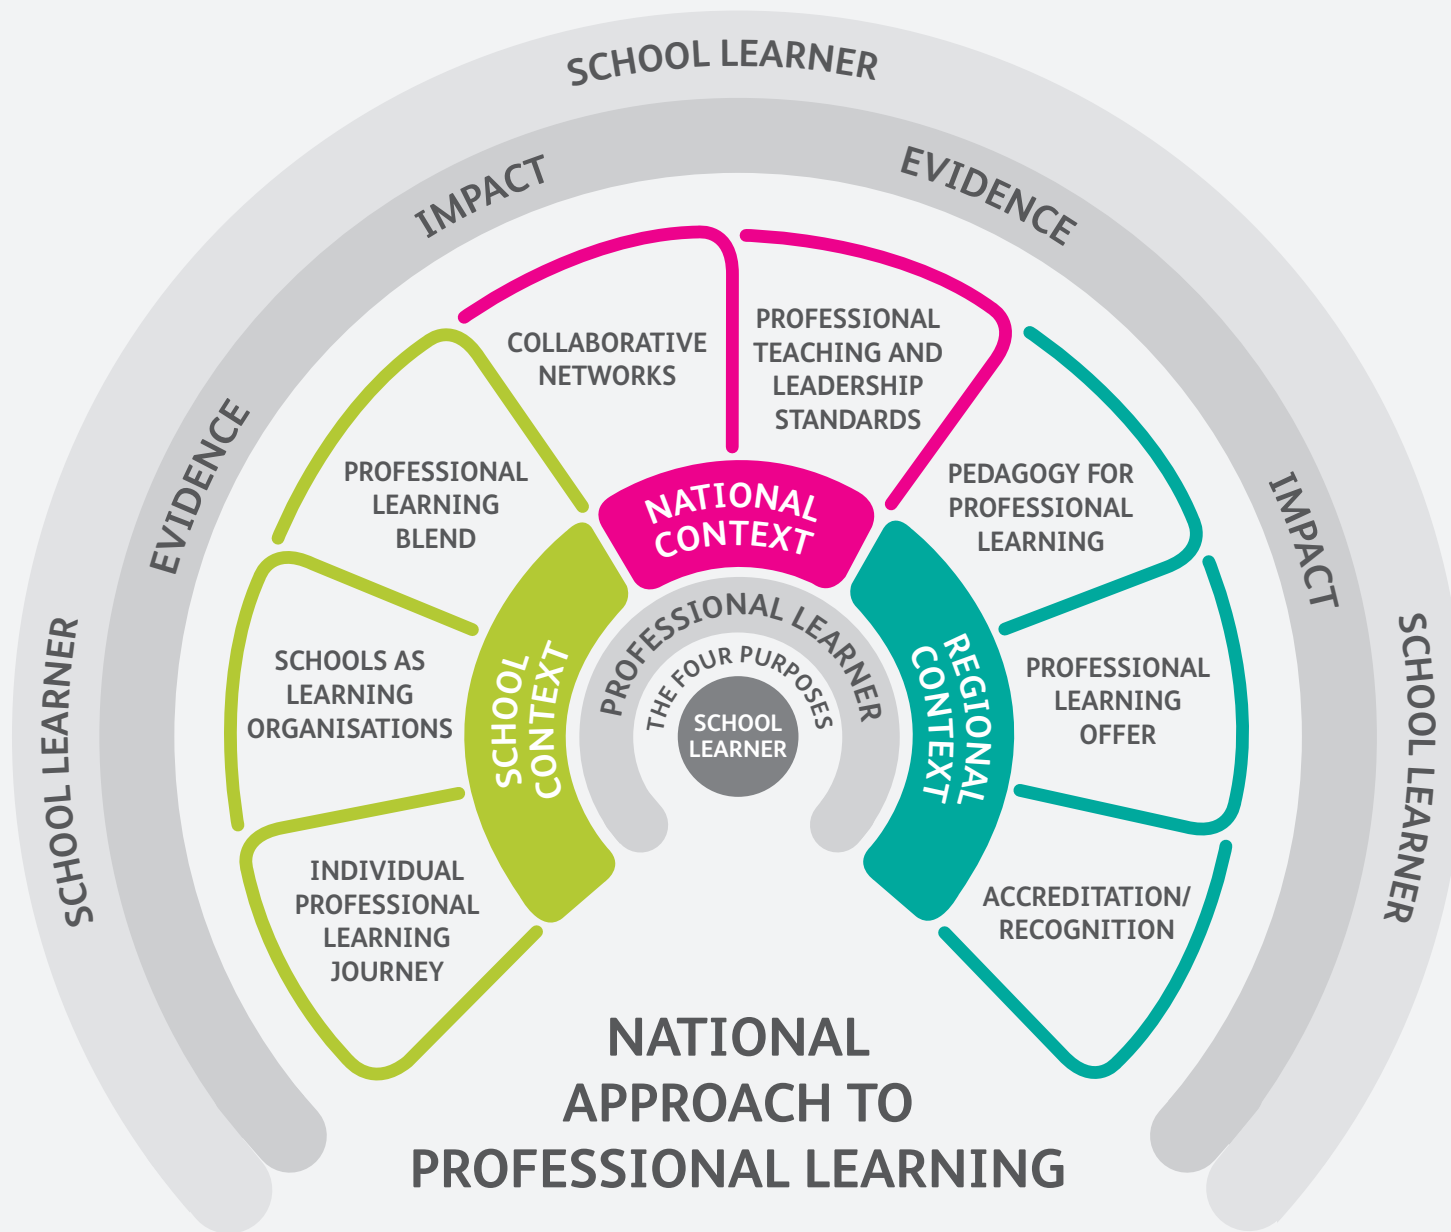 SCHOOL LEARNER
IMPACT
EVIDENCE
EVIDENCE
IMPACT
SCHOOL LEARNER
SCHOOL LEARNER
COLLABORATIVE
NETWORKS
PROFESSIONAL
TEACHING AND
LEADERSHIP
STANDARDS
PROFESSIONAL
LEARNING
BLEND
PEDAGOGY FOR
PROFESSIONAL
LEARNING
NATIONAL
CONTEXT
SCHOOLS AS
LEARNING
ORGANISATIONS
SCHOOL
CONTEXT
PROFESSIONAL LEARNER
THE FOUR PURPOSES
SCHOOL
LEARNER
REGIONAL
CONTEXT
PROFESSIONAL
LEARNING
OFFER
INDIVIDUAL
PROFESSIONAL
LEARNING
JOURNEY
ACCREDITATION/
RECOGNITION
NATIONAL
APPROACH TO
PROFESSIONAL LEARNING